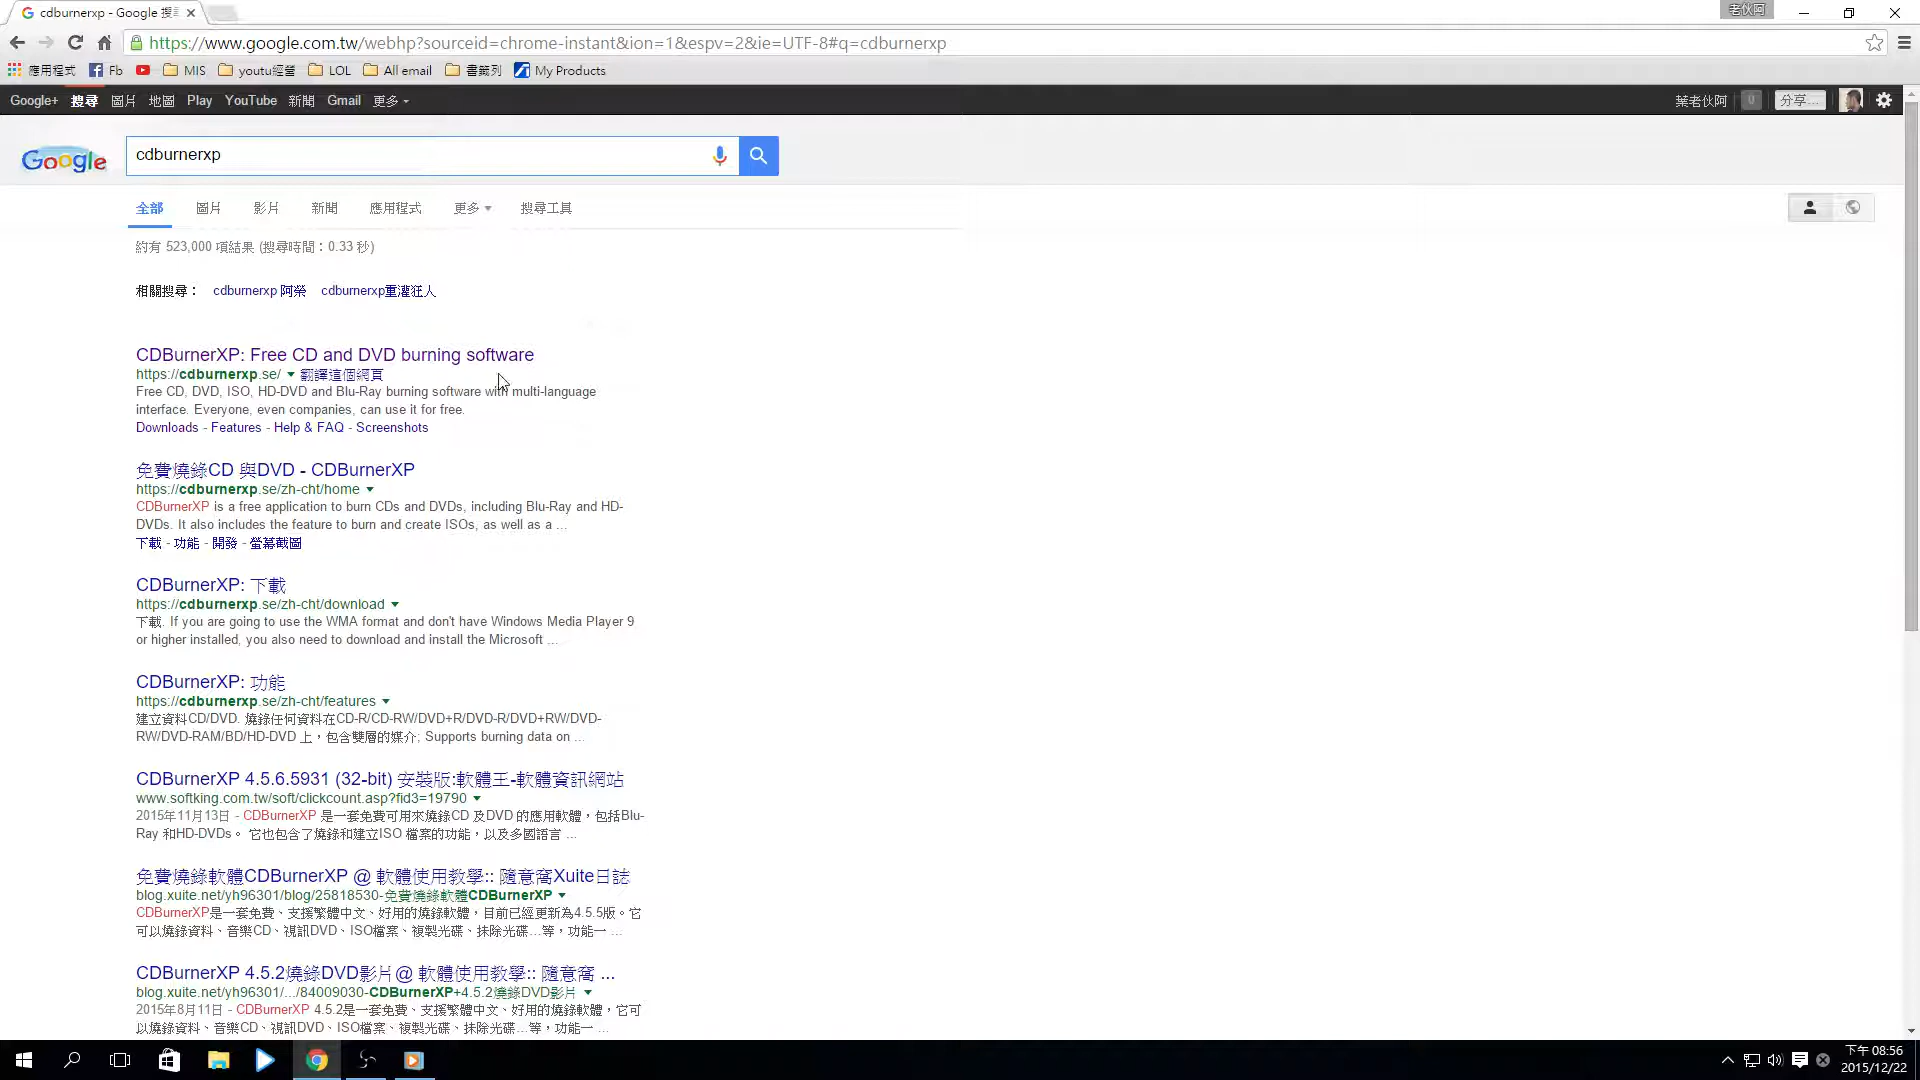 cdburnerxp - Google 搜尋
老伙阿
https://www.google.com.tw/webhp?sourceid=chrome-instant&ion=1&espv=2&ie=UTF-8#q=cdburnerxp
應用程式 Fb MIS youtu經營 LOL All email 書籤列 My Products
Google+ 搜尋 圖片 地圖 Play YouTube 新聞 Gmail 更多
葉老伙阿 0 分享...
Google
cdburnerxp
全部 圖片 影片 新聞 應用程式 更多 搜尋工具
約有 523,000 項結果 (搜尋時間：0.33 秒)
相關搜尋： cdburnerxp 阿榮 cdburnerxp重灌狂人
CDBurnerXP: Free CD and DVD burning software
https://cdburnerxp.se/ 翻譯這個網頁
Free CD, DVD, ISO, HD-DVD and Blu-Ray burning software with multi-language
interface. Everyone, even companies, can use it for free.
Downloads - Features - Help & FAQ - Screenshots
免費燒錄CD 與DVD - CDBurnerXP
https://cdburnerxp.se/zh-cht/home
CDBurnerXP is a free application to burn CDs and DVDs, including Blu-Ray and HD-
DVDs. It also includes the feature to burn and create ISOs, as well as a ...
下載 - 功能 - 開發 - 螢幕截圖
CDBurnerXP: 下載
https://cdburnerxp.se/zh-cht/download
下載. If you are going to use the WMA format and don't have Windows Media Player 9
or higher installed, you also need to download and install the Microsoft ...
CDBurnerXP: 功能
https://cdburnerxp.se/zh-cht/features
建立資料CD/DVD. 燒錄任何資料在CD-R/CD-RW/DVD+R/DVD-R/DVD+RW/DVD-
RW/DVD-RAM/BD/HD-DVD 上，包含雙層的媒介; Supports burning data on ...
CDBurnerXP 4.5.6.5931 (32-bit) 安裝版:軟體王-軟體資訊網站
www.softking.com.tw/soft/clickcount.asp?fid3=19790
2015年11月13日 - CDBurnerXP 是一套免費可用來燒錄CD 及DVD 的應用軟體，包括Blu-
Ray 和HD-DVDs。 它也包含了燒錄和建立ISO 檔案的功能，以及多國語言 ...
免費燒錄軟體CDBurnerXP @ 軟體使用教學:: 隨意窩Xuite日誌
blog.xuite.net/yh96301/blog/25818530-免費燒錄軟體CDBurnerXP
CDBurnerXP是一套免費、支援繁體中文、好用的燒錄軟體，目前已經更新為4.5.5版。它
可以燒錄資料、音樂CD、視訊DVD、ISO檔案、複製光碟、抹除光碟...等，功能一 ...
CDBurnerXP 4.5.2燒錄DVD影片@ 軟體使用教學:: 隨意窩 ...
blog.xuite.net/yh96301/.../84009030-CDBurnerXP+4.5.2燒錄DVD影片
2015年8月11日 - CDBurnerXP 4.5.2是一套免費、支援繁體中文、好用的燒錄軟體，它可
以燒錄資料、音樂CD、視訊DVD、ISO檔案、複製光碟、抹除光碟...等，功能一 ...
下午 08:56
2015/12/22